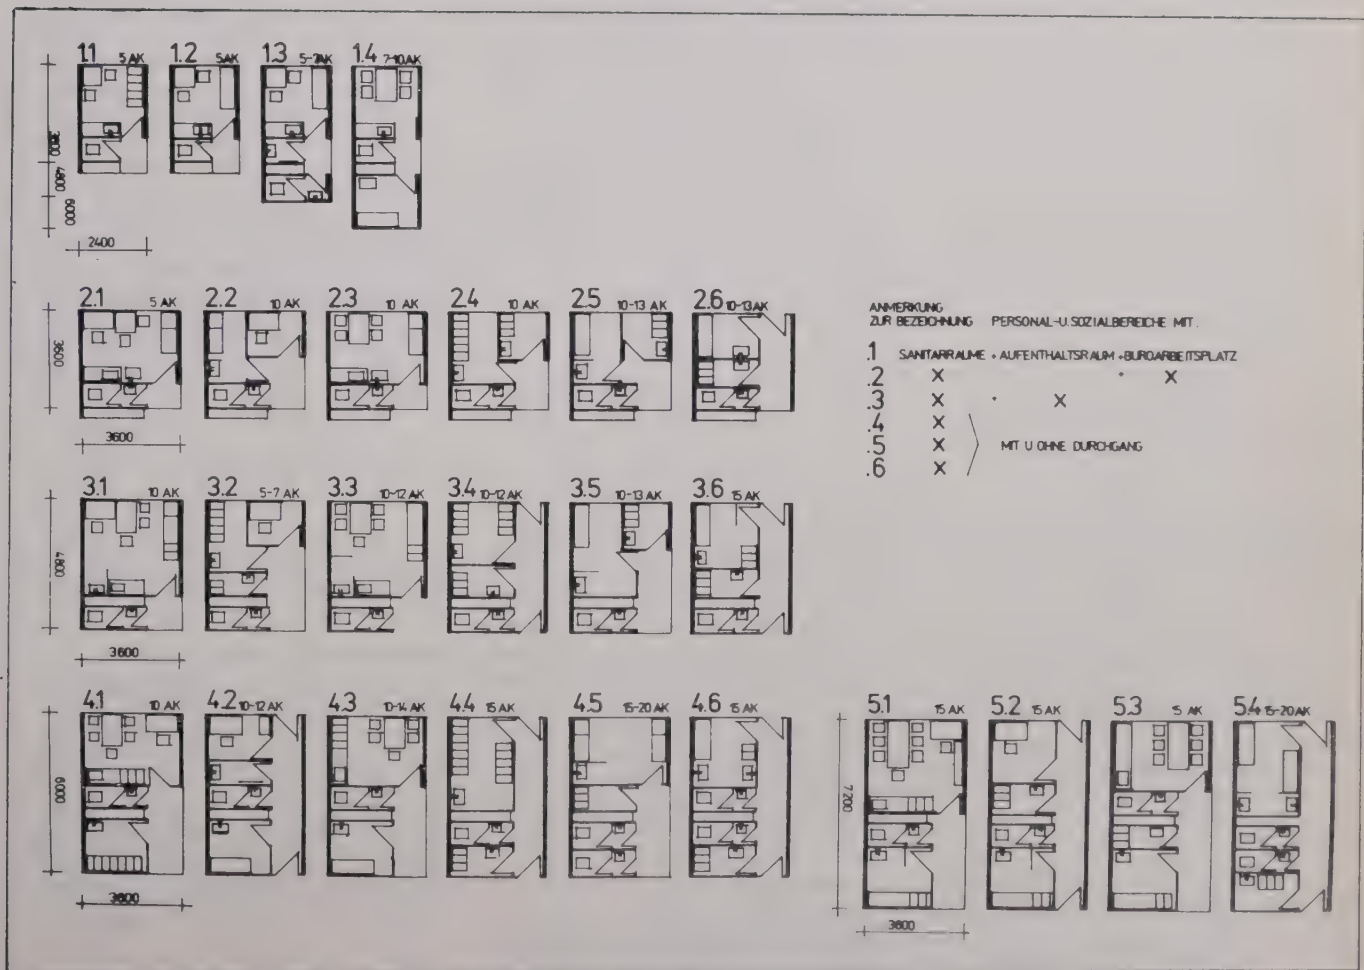 1.1 5 AK 1.2 5 AK 1.3 5-7AK 1.4 7-10AK
3600
4800
6000
2400
2.1 5 AK 2.2 10 AK 2.3 10 AK 2.4 10 AK 2.5 10-13 AK 2.6 10-13AK
3600
3600
ANMERKUNG
ZUR BEZEICHNUNG PERSONAL-U.SOZIALBEREICHE MIT.
.1 SANITÄRRÄUME + AUFENTHALTSRAUM + BÜROARBEITSPLATZ
.2 X + X
.3 X + X
.4 X
.5 X MIT U OHNE DURCHGANG
.6 X
3.1 10 AK 3.2 5-7 AK 3.3 10-12 AK 3.4 10-12 AK 3.5 10-13 AK 3.6 15 AK
4800
3600
4.1 10 AK 4.2 10-12 AK 4.3 10-14 AK 4.4 15 AK 4.5 15-20 AK 4.6 15 AK
6000
3600
5.1 15 AK 5.2 15 AK 5.3 15 AK 5.4 15-20AK
7200
3600